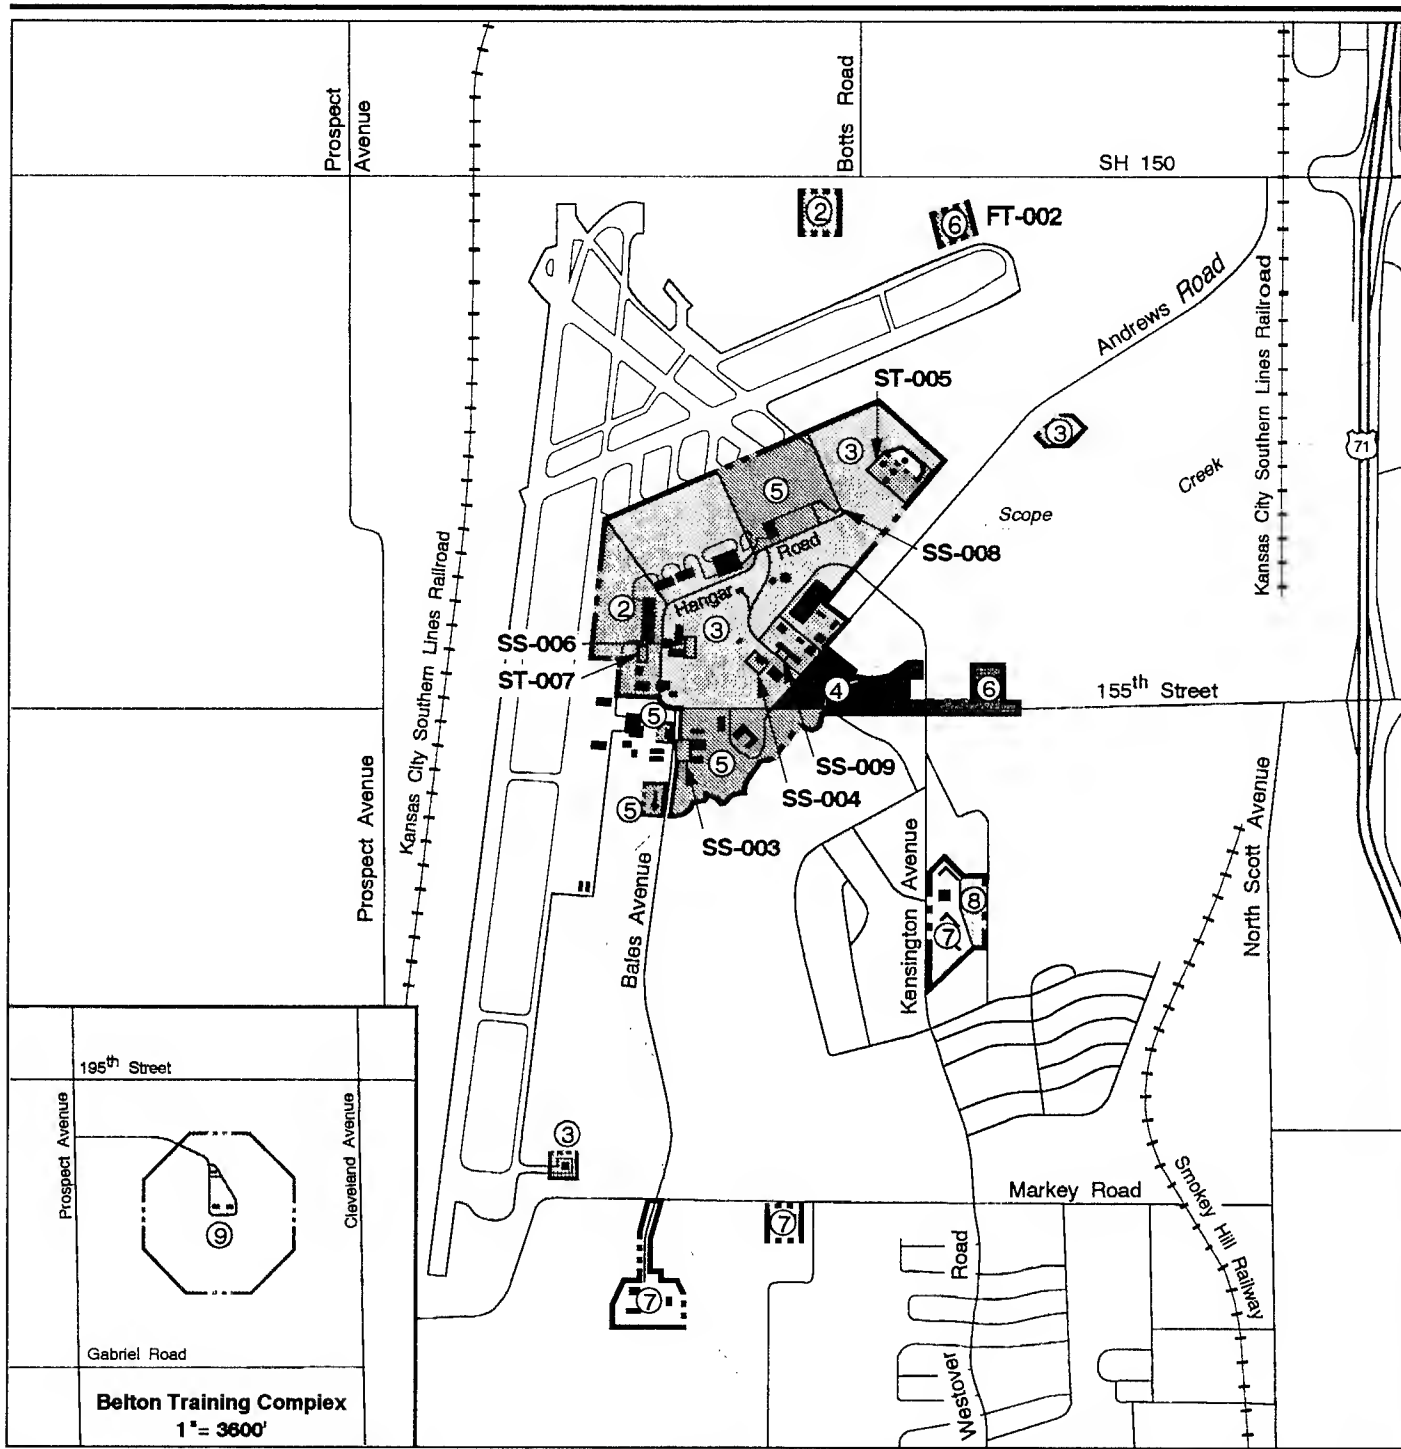 Prospect
Avenue
Botts Road
SH 150
②
⑥
FT-002
Andrews Road
Kansas City Southern Lines Railroad
71
ST-005
③
③
⑤
Creek
Scope
SS-008
Road
Hangar
Kansas City Southern Lines Railroad
②
③
SS-006
ST-007
④
⑥
155th Street
⑤
⑤
SS-009
SS-004
⑤
SS-003
Prospect Avenue
Bales Avenue
Kensington Avenue
North Scott Avenue
⑧
⑦
195th Street
Prospect Avenue
Cleveland Avenue
⑨
Gabriel Road
Belton Training Complex
1"= 3600'
③
Markey Road
Smokey Hill Railway
⑦
⑦
Road
Westover